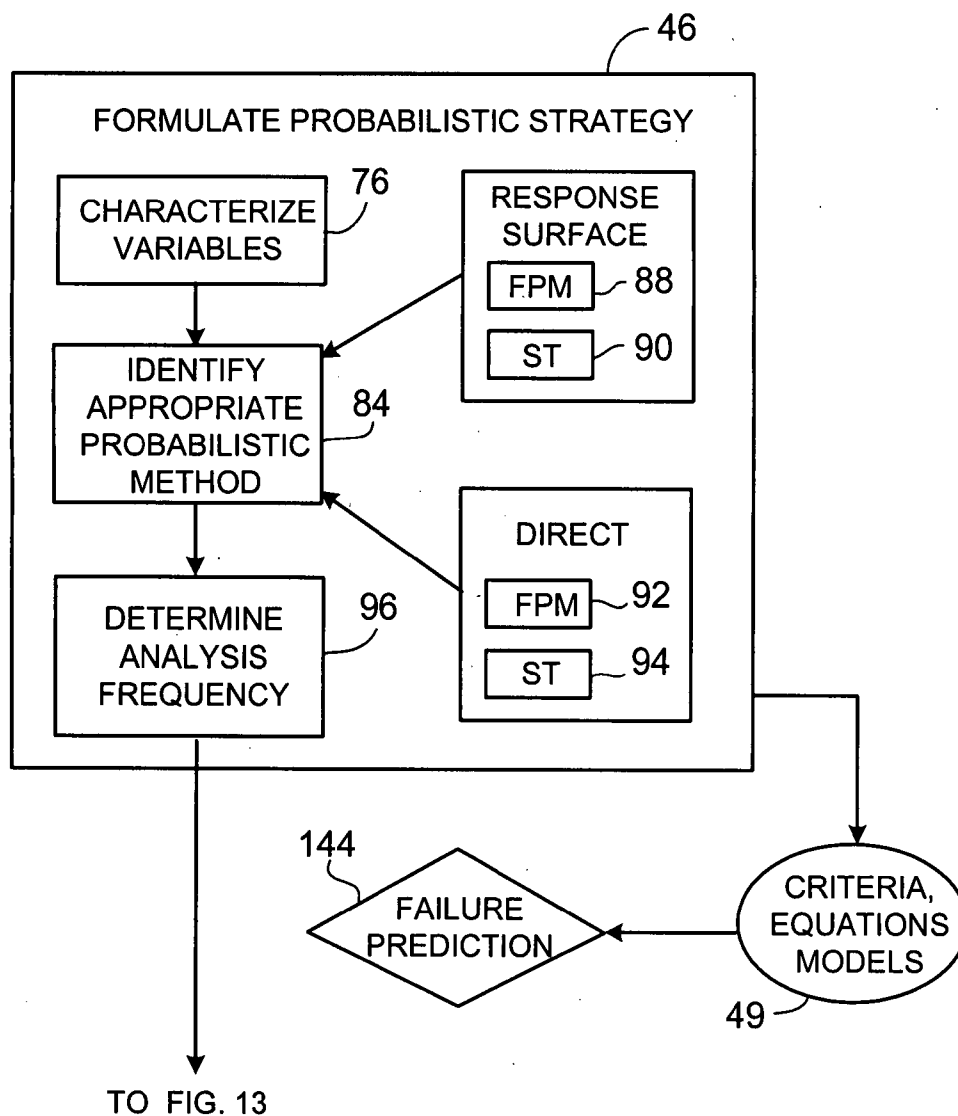 46
FORMULATE PROBABILISTIC STRATEGY
76
CHARACTERIZE
VARIABLES
RESPONSE
SURFACE
FPM
88
ST
90
IDENTIFY
APPROPRIATE
PROBABILISTIC
METHOD
84
DIRECT
FPM
92
ST
94
DETERMINE
ANALYSIS
FREQUENCY
96
144
FAILURE
PREDICTION
CRITERIA,
EQUATIONS
MODELS
49
TO FIG. 13